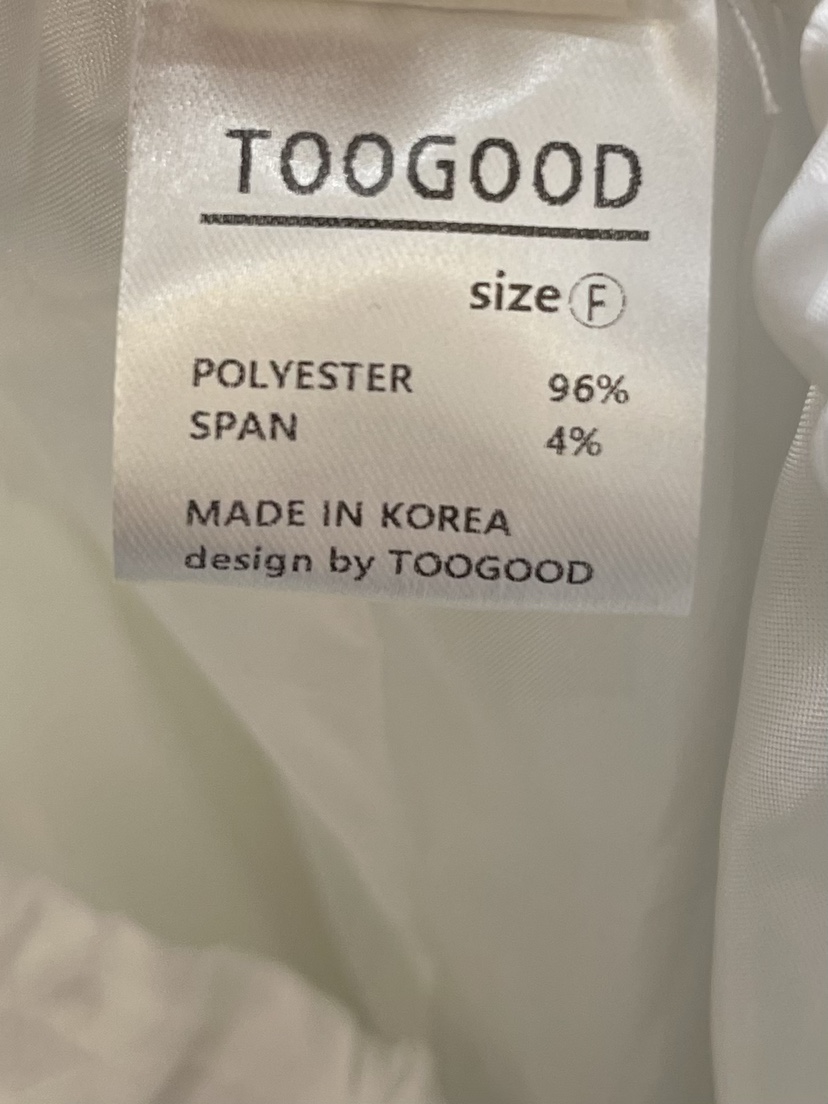 TOOGOOD
size Ⓕ
POLYESTER 96%
SPAN 4%
MADE IN KOREA
design by TOOGOOD